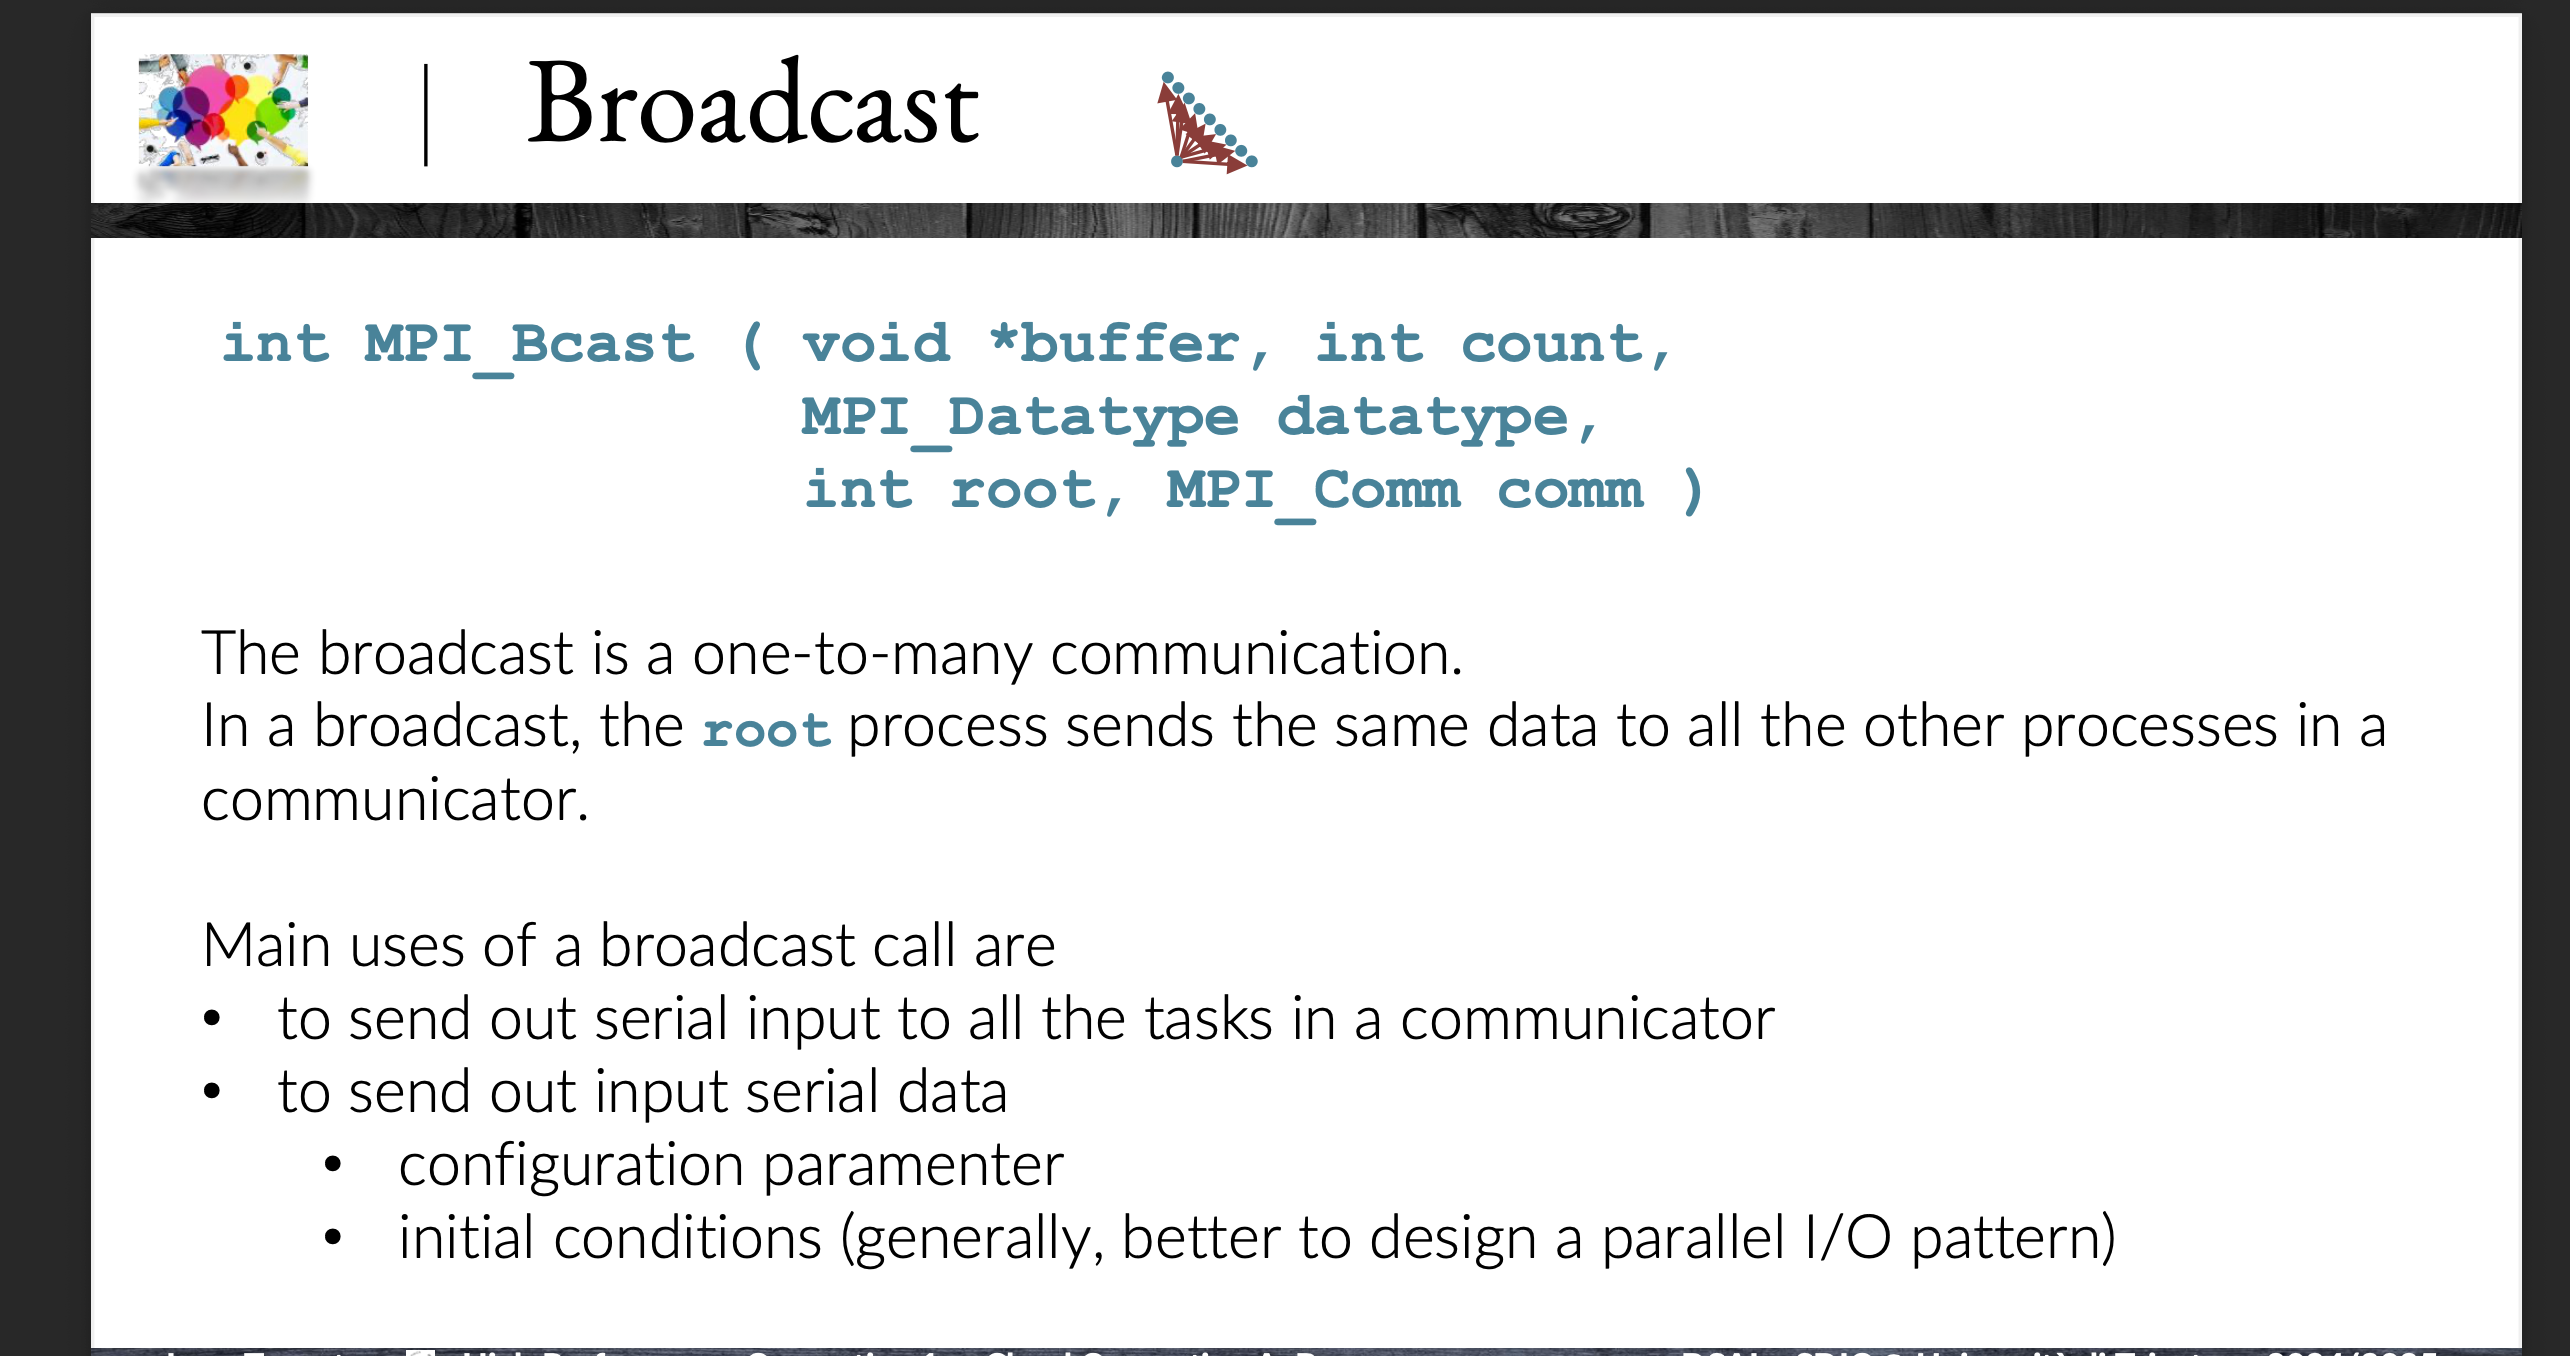 Broadcast
int MPI_Bcast ( void *buffer, int count,
MPI_Datatype datatype,
int root, MPI_Comm comm )
The broadcast is a one-to-many communication.
In a broadcast, the root process sends the same data to all the other processes in a
communicator.
Main uses of a broadcast call are
• to send out serial input to all the tasks in a communicator
• to send out input serial data
• configuration paramenter
• initial conditions (generally, better to design a parallel I/O pattern)